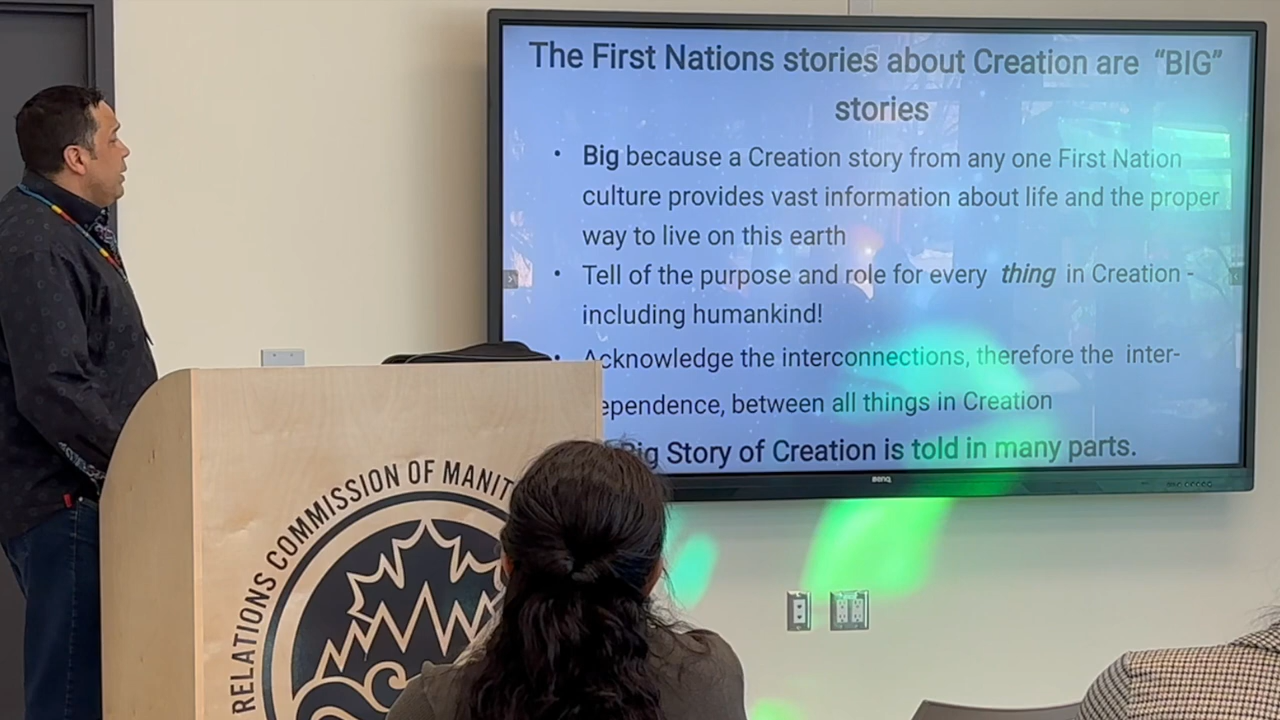 The First Nations stories about Creation are “BIG”
stories
• Big because a Creation story from any one First Nation
culture provides vast information about life and the proper
way to live on this earth
• Tell of the purpose and role for every thing in Creation -
including humankind!
• Acknowledge the interconnections, therefore the inter-
ependence, between all things in Creation
Big Story of Creation is told in many parts.
BenQ
RELATIONS COMMISSION OF MANIT